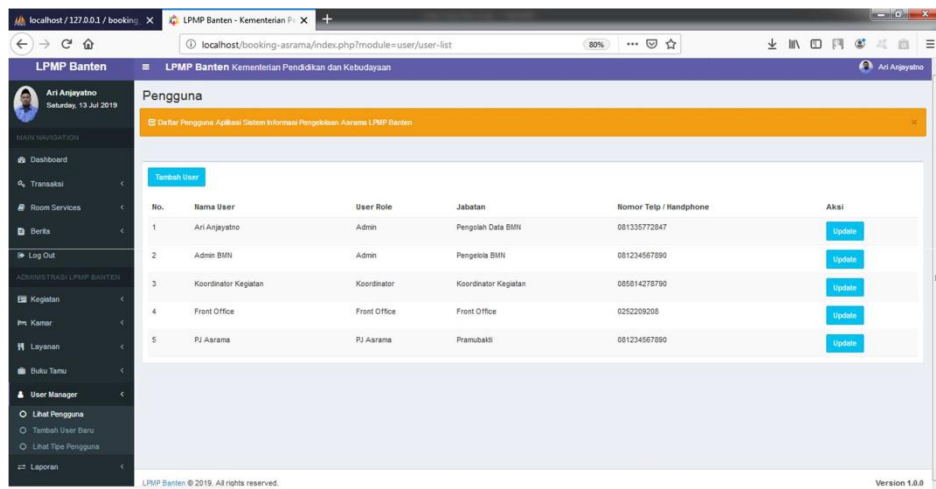 localhost / 127.0.0.1 / booking_
LPMP Banten - Kementerian Pe
localhost/booking-asrama/index.php?module=user/user-list
80%
LPMP Banten
LPMP Banten Kementerian Pendidikan dan Kebudayaan
Ari Anjayatno
Ari Anjayatno
Saturday, 13 Jul 2019
MAIN NAVIGATION
Dashboard
Transaksi
Room Services
Berita
Log Out
ADMINISTRASI LPMP BANTEN
Kegiatan
Kamar
Layanan
Buku Tamu
User Manager
Lihat Pengguna
Tambah User Baru
Lihat Tipe Pengguna
Laporan
Pengguna
Daftar Pengguna Aplikasi Sistem Informasi Pengelolaan Asrama LPMP Banten
Tambah User
No. Nama User User Role Jabatan Nomor Telp / Handphone Aksi
1 Ari Anjayatno Admin Pengolah Data BMN 081335772847 Update
2 Admin BMN Admin Pengelola BMN 081234567890 Update
3 Koordinator Kegiatan Koordinator Koordinator Kegiatan 085814278790 Update
4 Front Office Front Office Front Office 0252209208 Update
5 PJ Asrama PJ Asrama Pramubakti 081234567890 Update
LPMP Banten © 2019. All rights reserved.
Version 1.0.0